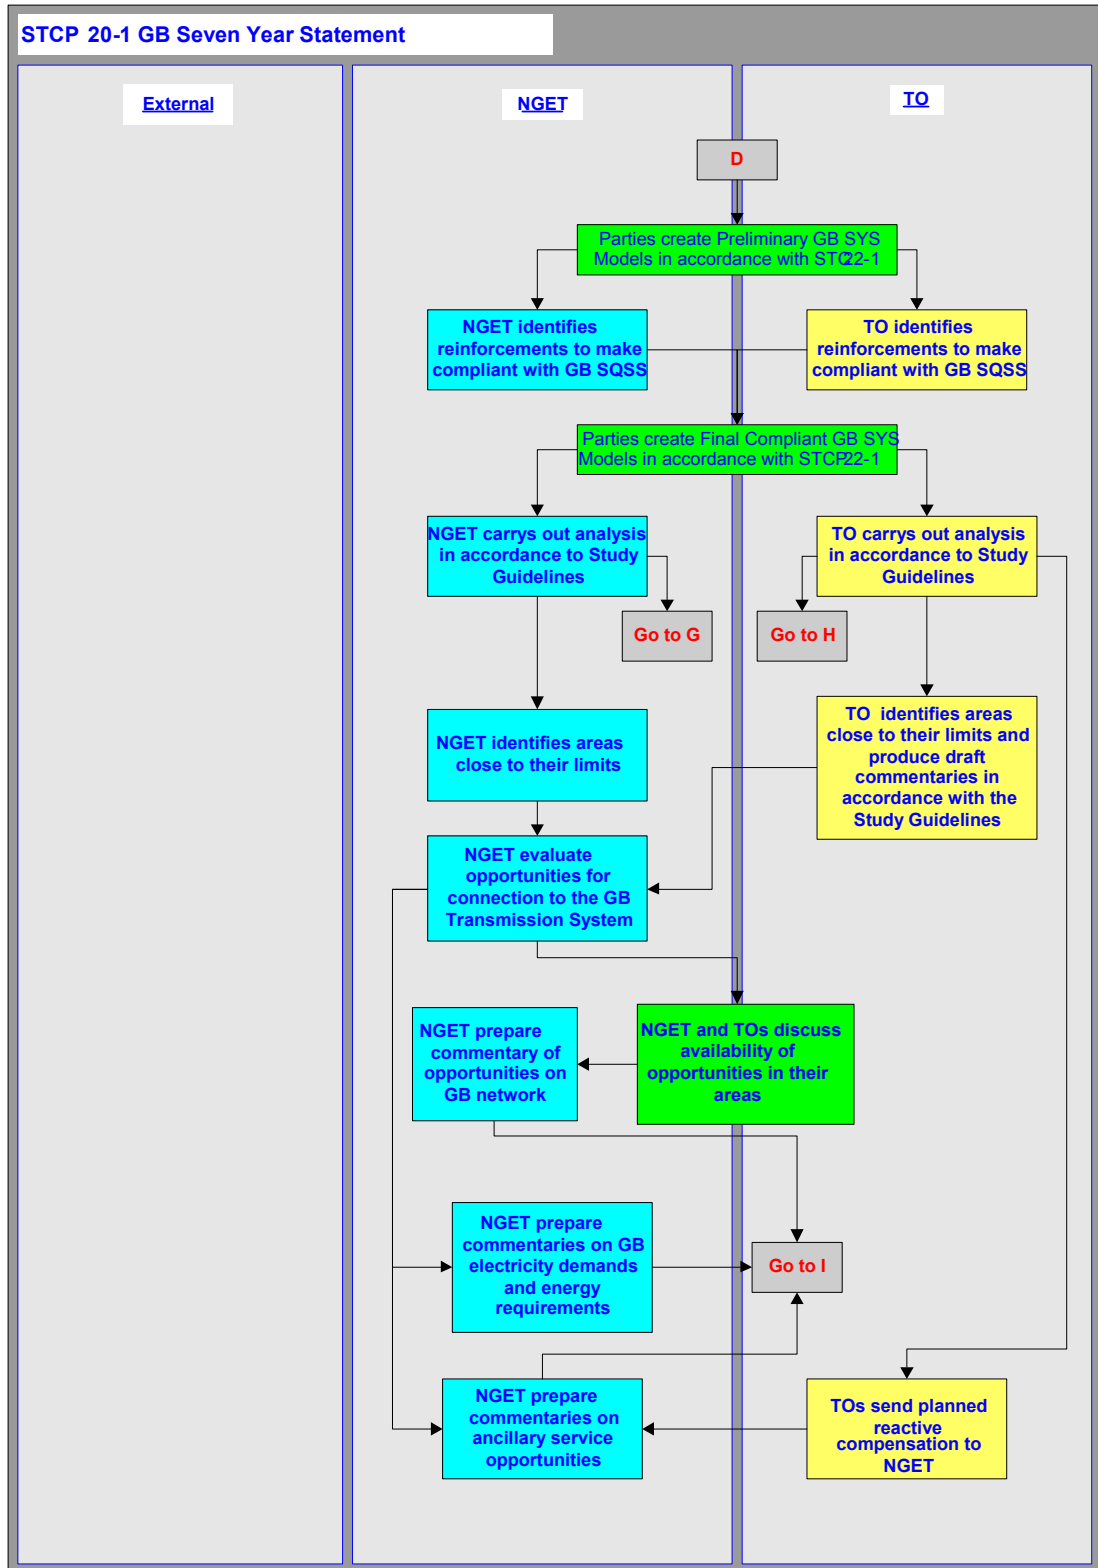 STCP 20-1 GB Seven Year Statement
External
NGET
TO
D
Parties create Preliminary GB SYS
Models in accordance with STC22-1
NGET identifies
reinforcements to make
compliant with GB SQSS
TO identifies
reinforcements to make
compliant with GB SQSS
Parties create Final Compliant GB SYS
Models in accordance with STCP22-1
NGET carrys out analysis
in accordance to Study
Guidelines
TO carrys out analysis
in accordance to Study
Guidelines
Go to G
Go to H
NGET identifies areas
close to their limits
TO identifies areas
close to their limits and
produce draft
commentaries in
accordance with the
Study Guidelines
NGET evaluate
opportunities for
connection to the GB
Transmission System
NGET prepare
commentary of
opportunities on
GB network
NGET and TOs discuss
availability of
opportunities in their
areas
NGET prepare
commentaries on GB
electricity demands
and energy
requirements
Go to I
NGET prepare
commentaries on
ancillary service
opportunities
TOs send planned
reactive
compensation to
NGET